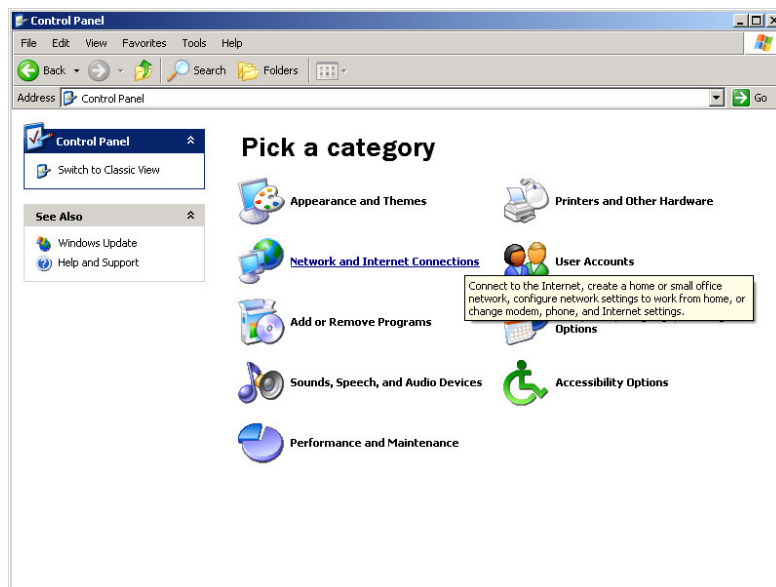 Control Panel
File Edit View Favorites Tools Help
Back Search Folders
Address Control Panel Go
Control Panel
Switch to Classic View
See Also
Windows Update
Help and Support
Pick a category
Appearance and Themes
Printers and Other Hardware
Network and Internet Connections
User Accounts
Connect to the Internet, create a home or small office
network, configure network settings to work from home, or
change modem, phone, and Internet settings.
Add or Remove Programs
Options
Sounds, Speech, and Audio Devices
Accessibility Options
Performance and Maintenance